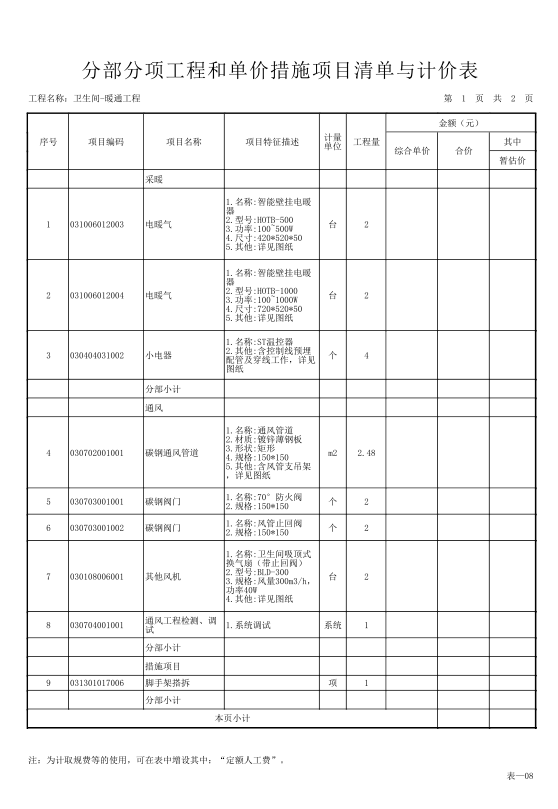 分部分项工程和单价措施项目清单与计价表
工程名称：卫生间-暖通工程 第 1 页 共 2 页
序号 项目编码 项目名称 项目特征描述 计量单位 工程量 金额（元）
综合单价 合价 其中
暂估价
采暖
1 031006012003 电暖气 1.名称:智能壁挂电暖
器
2.型号:HOTB-500
3.功率:100~500W
4.尺寸:420*520*50
5.其他:详见图纸 台 2
2 031006012004 电暖气 1.名称:智能壁挂电暖
器
2.型号:HOTB-1000
3.功率:100~1000W
4.尺寸:720*520*50
5.其他:详见图纸 台 2
3 030404031002 小电器 1.名称:ST温控器
2.其他:含控制线预埋
配管及穿线工作，详见
图纸 个 4
分部小计
通风
4 030702001001 碳钢通风管道 1.名称:通风管道
2.材质:镀锌薄钢板
3.形状:矩形
4.规格:150*150
5.其他:含风管支吊架
，详见图纸 m2 2.48
5 030703001001 碳钢阀门 1.名称:70°防火阀
2.规格:150*150 个 2
6 030703001002 碳钢阀门 1.名称:风管止回阀
2.规格:150*150 个 2
7 030108006001 其他风机 1.名称:卫生间吸顶式
换气扇（带止回阀）
2.型号:BLD-300
3.规格:风量300m3/h，
功率40W
4.其他:详见图纸 台 2
8 030704001001 通风工程检测、调
试 1.系统调试 系统 1
分部小计
措施项目
9 031301017006 脚手架搭拆 项 1
分部小计
本页小计
注：为计取规费等的使用，可在表中增设其中：“定额人工费”。
表—08